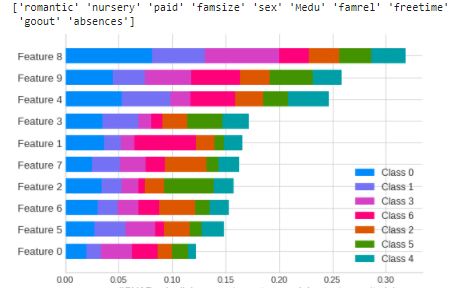 ['romantic' 'nursery' 'paid' 'famsize' 'sex' 'Medu' 'famrel' 'freetime'
'goout' 'absences']
Feature 8
Feature 9
Feature 4
Feature 3
Feature 1
Feature 7
Feature 2
Feature 6
Feature 5
Feature 0
Class 0
Class 1
Class 3
Class 6
Class 2
Class 5
Class 4
0.00 0.05 0.10 0.15 0.20 0.25 0.30